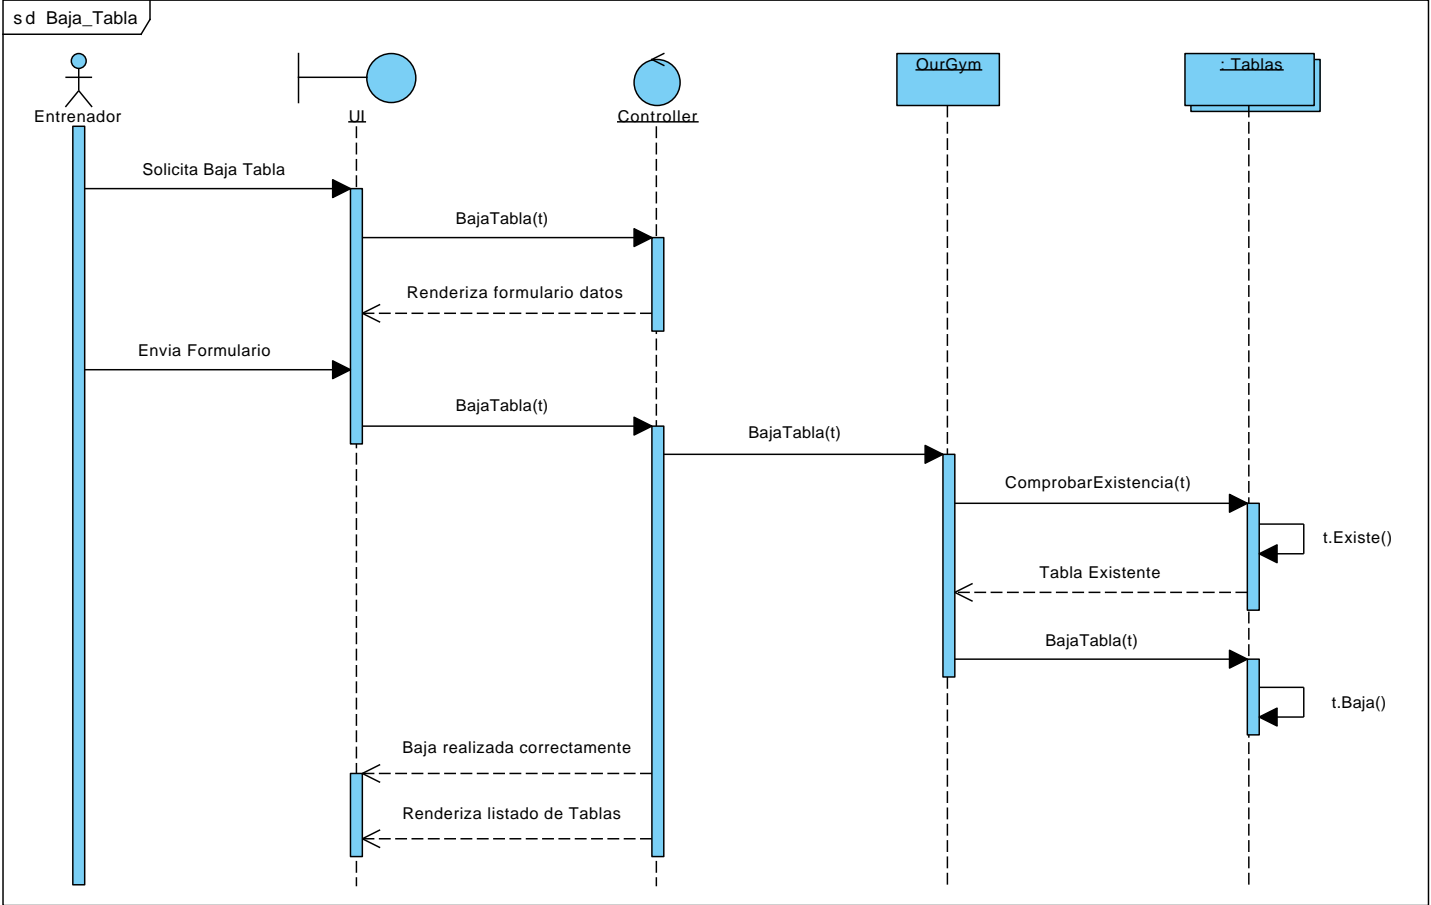 sd Baja_Tabla
Entrenador
UI
Controller
OurGym
: Tablas
Solicita Baja Tabla
BajaTabla(t)
Renderiza formulario datos
Envia Formulario
BajaTabla(t)
BajaTabla(t)
ComprobarExistencia(t)
t.Existe()
Tabla Existente
BajaTabla(t)
t.Baja()
Baja realizada correctamente
Renderiza listado de Tablas